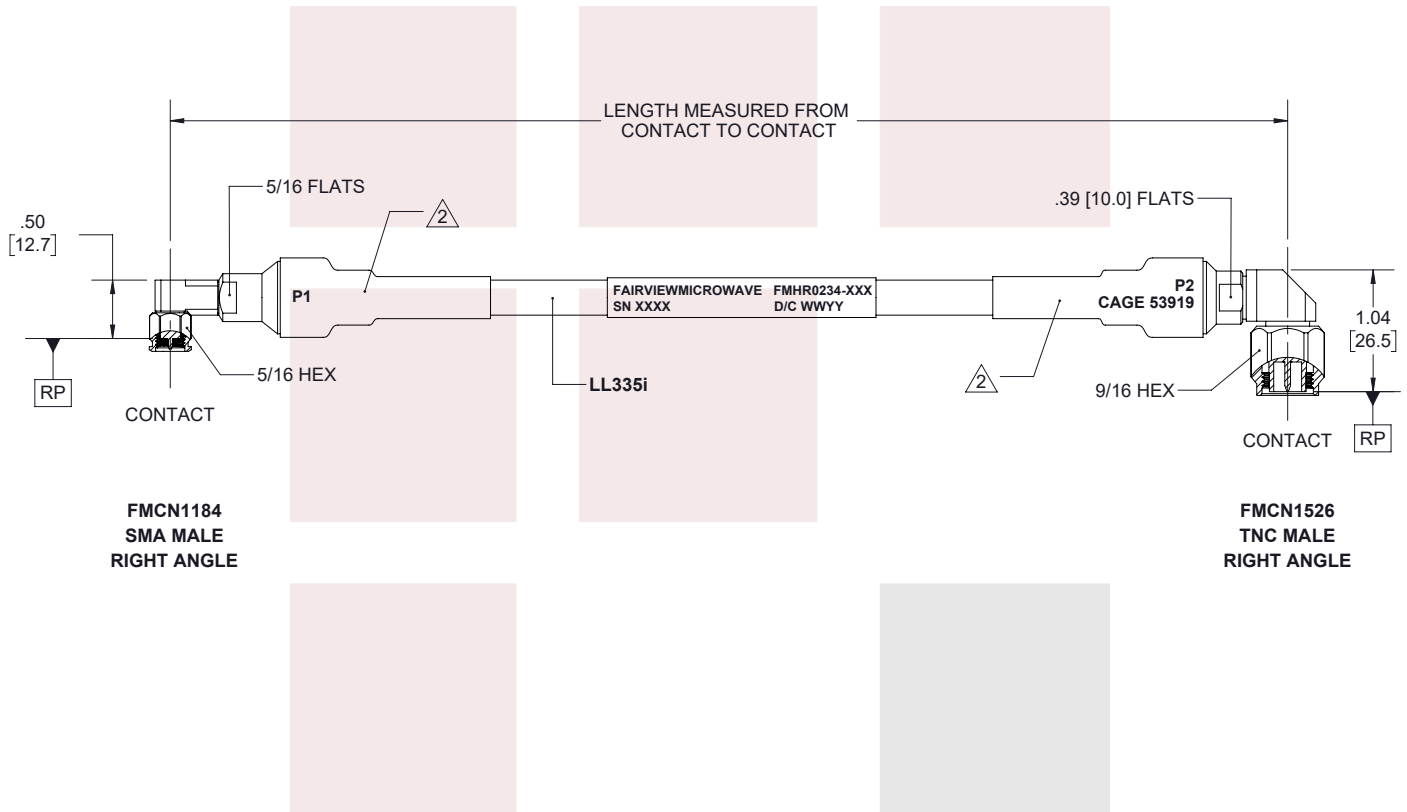 LENGTH MEASURED FROM
CONTACT TO CONTACT
5/16 FLATS
2
.39 [10.0] FLATS
.50
[12.7]
P1
FAIRVIEWMICROWAVE FMHR0234-XXX
SN XXXX D/C WWYY
P2
CAGE 53919
1.04
[26.5]
5/16 HEX
LL335i
2
9/16 HEX
RP
CONTACT
CONTACT
RP
FMCN1184
SMA MALE
RIGHT ANGLE
FMCN1526
TNC MALE
RIGHT ANGLE